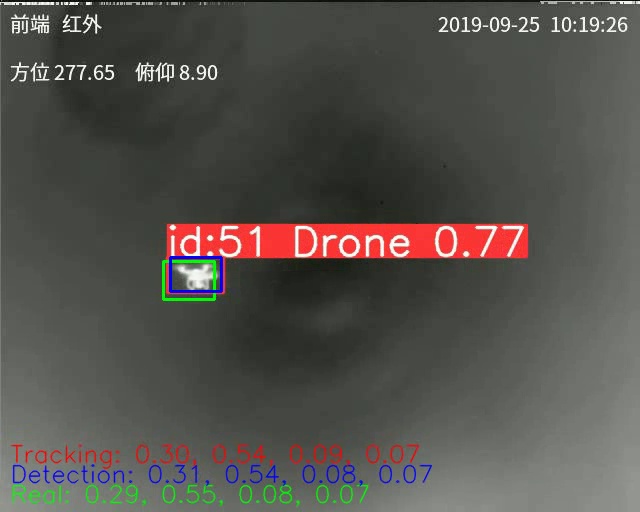 前端 红外
2019-09-25 10:19:26
方位 277.65 俯仰 8.90
id:51 Drone 0.77
Tracking: 0.30, 0.54, 0.09, 0.07
Detection: 0.31, 0.54, 0.08, 0.07
Real: 0.29, 0.55, 0.08, 0.07